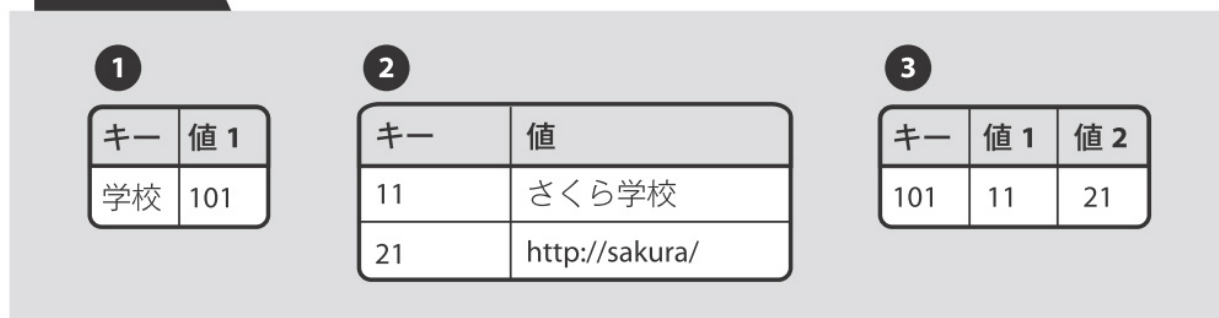 1
キー 値 1
学校 101
2
キー 値
11 さくら学校
21 http://sakura/
3
キー 値 1 値 2
101 11 21